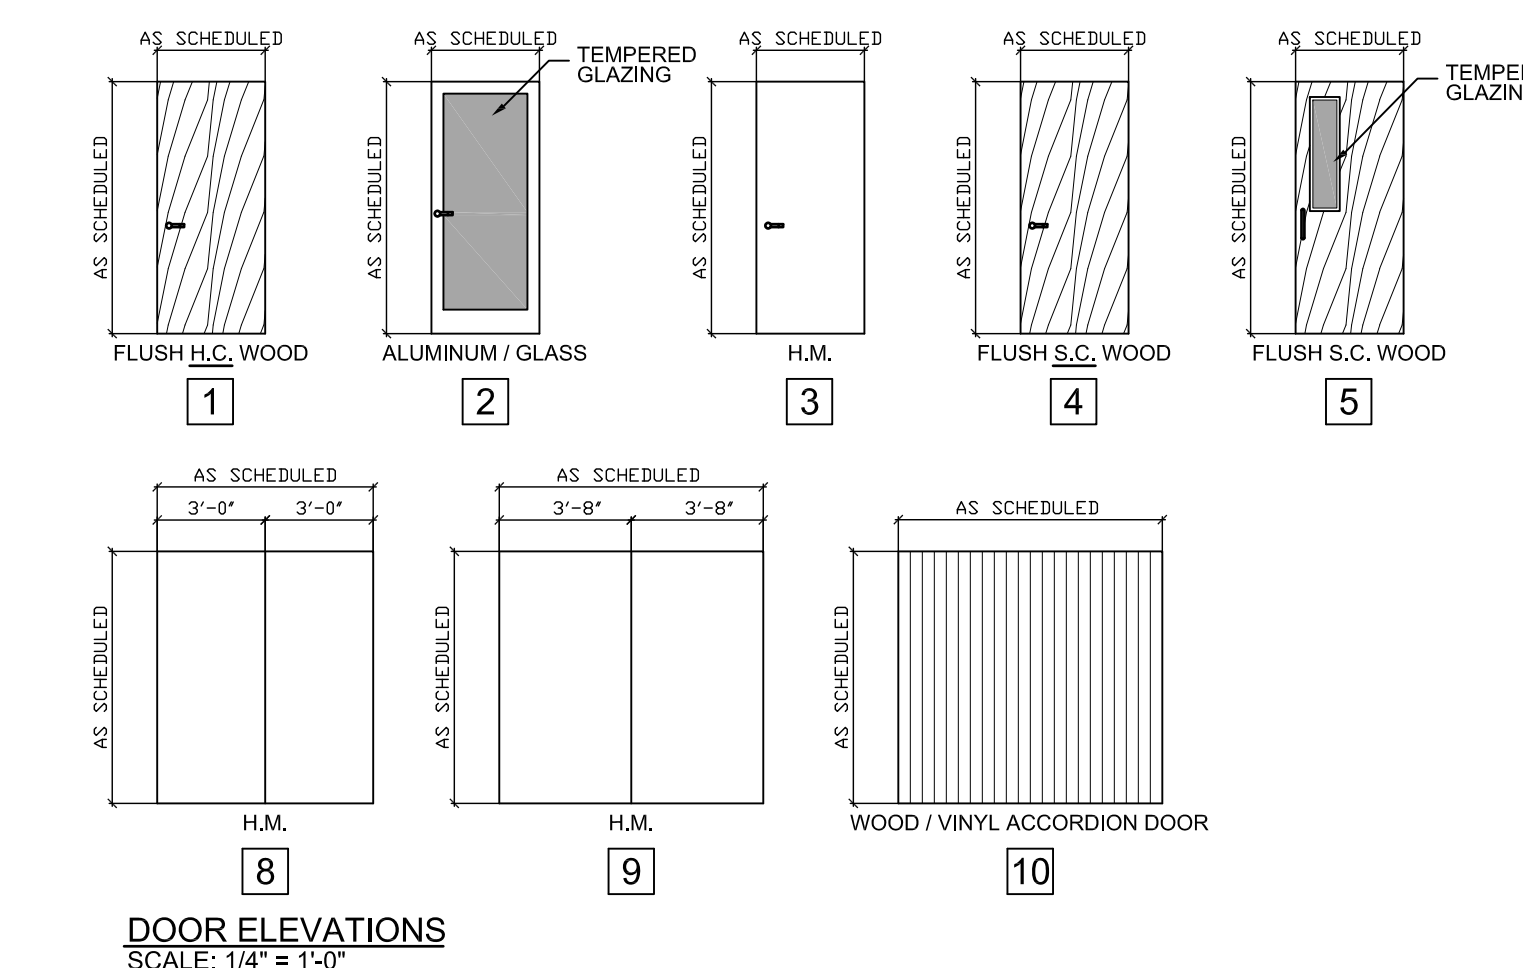 AS SCHEDULED
AS SCHEDULED
AS SCHEDULED
AS SCHEDULED
AS SCHEDULED
TEMPERED
GLAZING
TEMPE
GLAZIN
AS SCHEDULED
AS SCHEDULED
AS SCHEDULED
AS SCHEDULED
AS SCHEDULED
FLUSH H.C. WOOD
ALUMINUM / GLASS
H.M.
FLUSH S.C. WOOD
FLUSH S.C. WOOD
1
2
3
4
5
AS SCHEDULED
3'-0"
3'-0"
AS SCHEDULED
3'-8"
3'-8"
AS SCHEDULED
AS SCHEDULED
AS SCHEDULED
AS SCHEDULED
H.M.
H.M.
WOOD / VINYL ACCORDION DOOR
8
9
10
DOOR ELEVATIONS
SCALE: 1/4" = 1'-0"